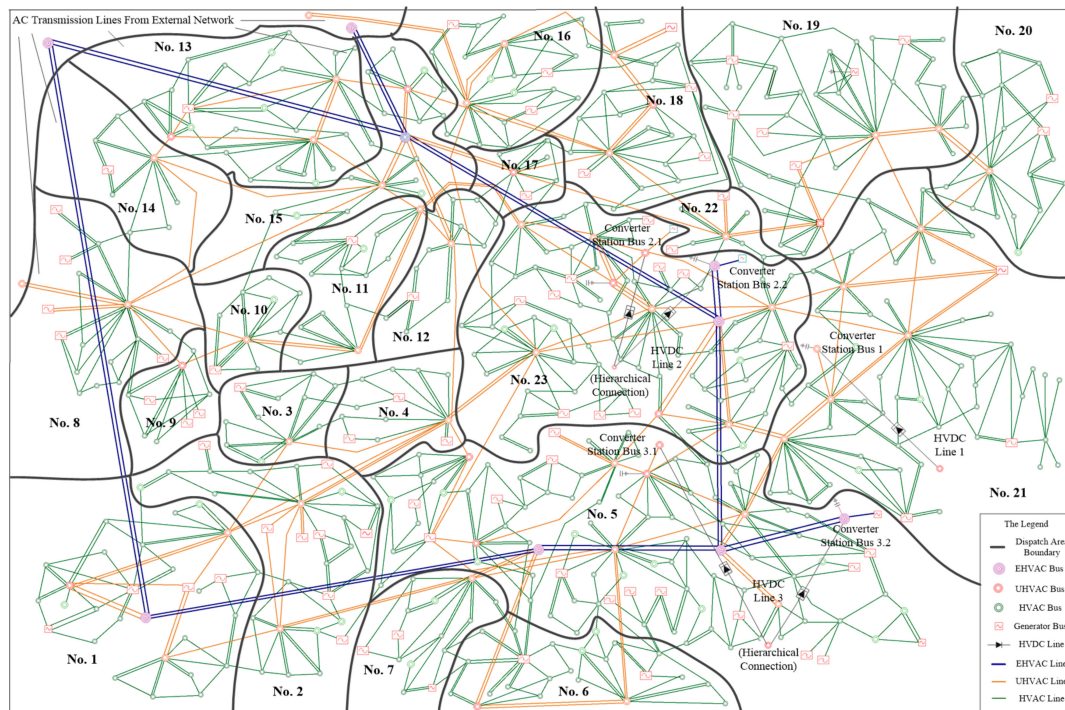 AC Transmission Lines From External Network
No. 13
No. 16
No. 19
No. 20
No. 18
No. 17
No. 14
No. 15
No. 22
Converter
Station Bus 2.1
Converter
Station Bus 2.2
No. 11
No. 10
No. 12
HVDC
Line 2
Converter
Station Bus 1
(Hierarchical
Connection)
No. 23
No. 8
No. 9
No. 3
No. 4
Converter
Station Bus 3.1
HVDC
Line 1
No. 21
No. 5
Converter
Station Bus 3.2
HVDC
Line 3
(Hierarchical
Connection)
No. 1
No. 2
No. 7
No. 6
The Legend
Dispatch Area
Boundary
EHVAC Bus
UHVAC Bus
HVAC Bus
Generator Bus
HVDC Line
EHVAC Line
UHVAC Line
HVAC Line